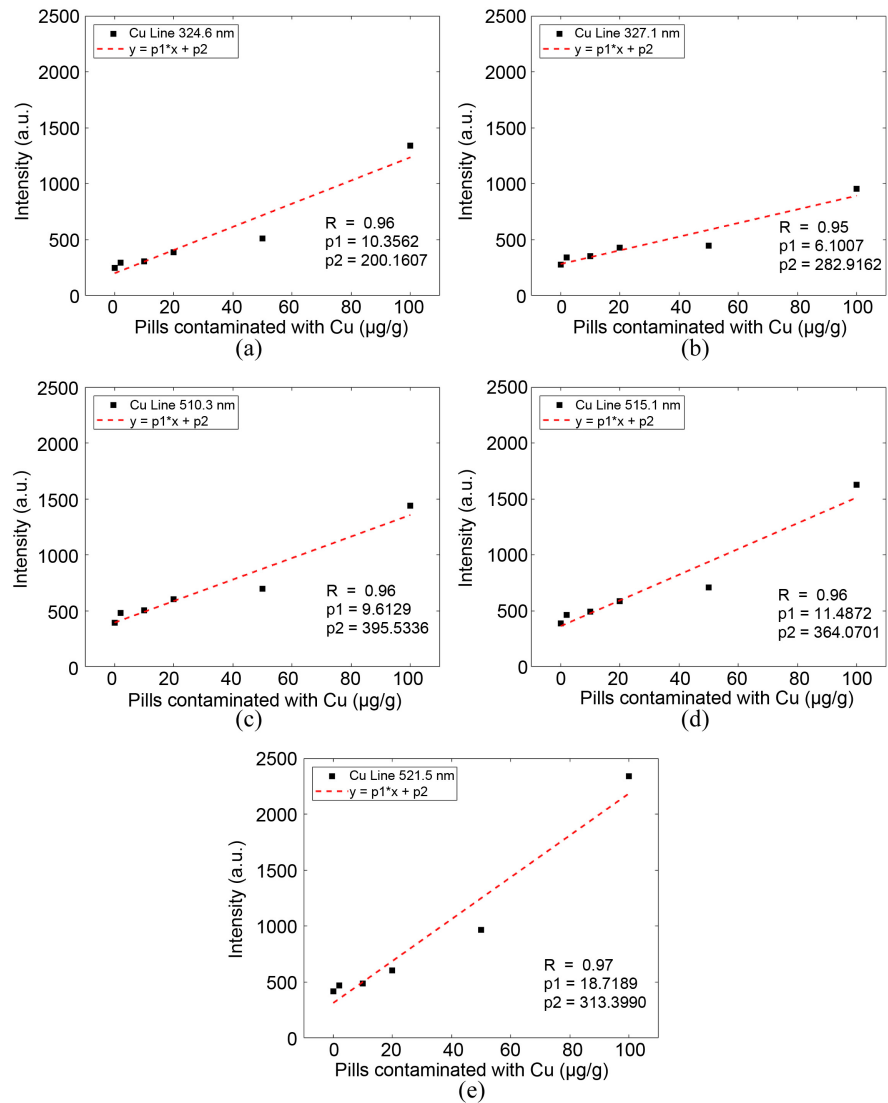 Cu Line 324.6 nm
y = p1*x + p2
2500
2000
1500
1000
500
0
Intensity (a.u.)
R = 0.96
p1 = 10.3562
p2 = 200.1607
0 20 40 60 80 100
Pills contaminated with Cu (µg/g)
(a)
Cu Line 327.1 nm
y = p1*x + p2
2500
2000
1500
1000
500
0
Intensity (a.u.)
R = 0.95
p1 = 6.1007
p2 = 282.9162
0 20 40 60 80 100
Pills contaminated with Cu (µg/g)
(b)
Cu Line 510.3 nm
y = p1*x + p2
2500
2000
1500
1000
500
0
Intensity (a.u.)
R = 0.96
p1 = 9.6129
p2 = 395.5336
0 20 40 60 80 100
Pills contaminated with Cu (µg/g)
(c)
Cu Line 515.1 nm
y = p1*x + p2
2500
2000
1500
1000
500
0
Intensity (a.u.)
R = 0.96
p1 = 11.4872
p2 = 364.0701
0 20 40 60 80 100
Pills contaminated with Cu (µg/g)
(d)
Cu Line 521.5 nm
y = p1*x + p2
2500
2000
1500
1000
500
0
Intensity (a.u.)
R = 0.97
p1 = 18.7189
p2 = 313.3990
0 20 40 60 80 100
Pills contaminated with Cu (µg/g)
(e)